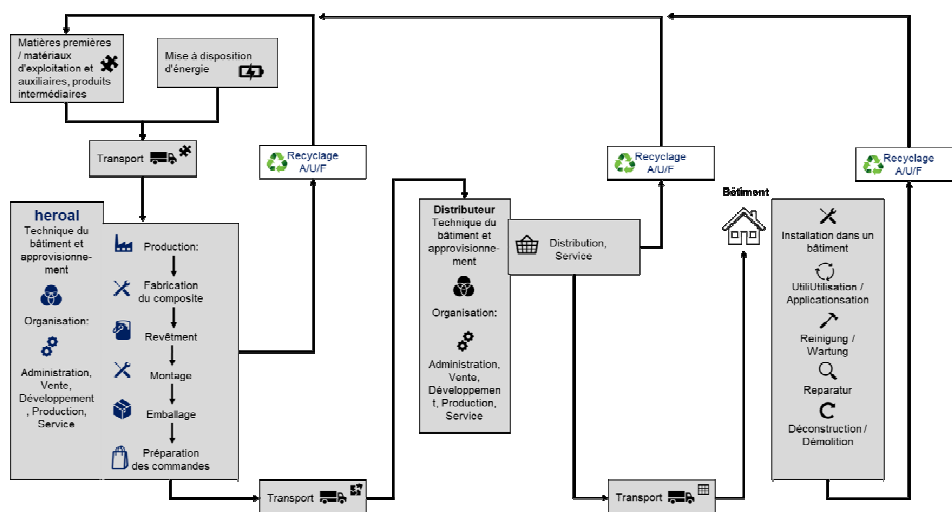 Matières premières
/ matériaux
d'exploitation et
auxiliaires, produits
intermédiaires
Mise à disposition
d'énergie
Transport
Recyclage
A/U/F
heroal
Technique du
bâtiment et
approvisionne-
ment
Organisation:
Administration,
Vente,
Développement
, Production,
Service
Production:
Fabrication
du composite
Revêtment
Montage
Emballage
Préparation
des commandes
Transport
Distributeur
Technique du
bâtiment et
approvisionne-
ment
Organisation:
Administration,
Vente,
Développemen
t, Production,
Service
Distribution,
Service
Recyclage
A/U/F
Transport
Bâtiment
Recyclage
A/U/F
Installation dans un
bâtiment
UtiliUtilisation /
Applicationsation
Reinigung /
Wartung
Reparatur
Déconstruction /
Démolition